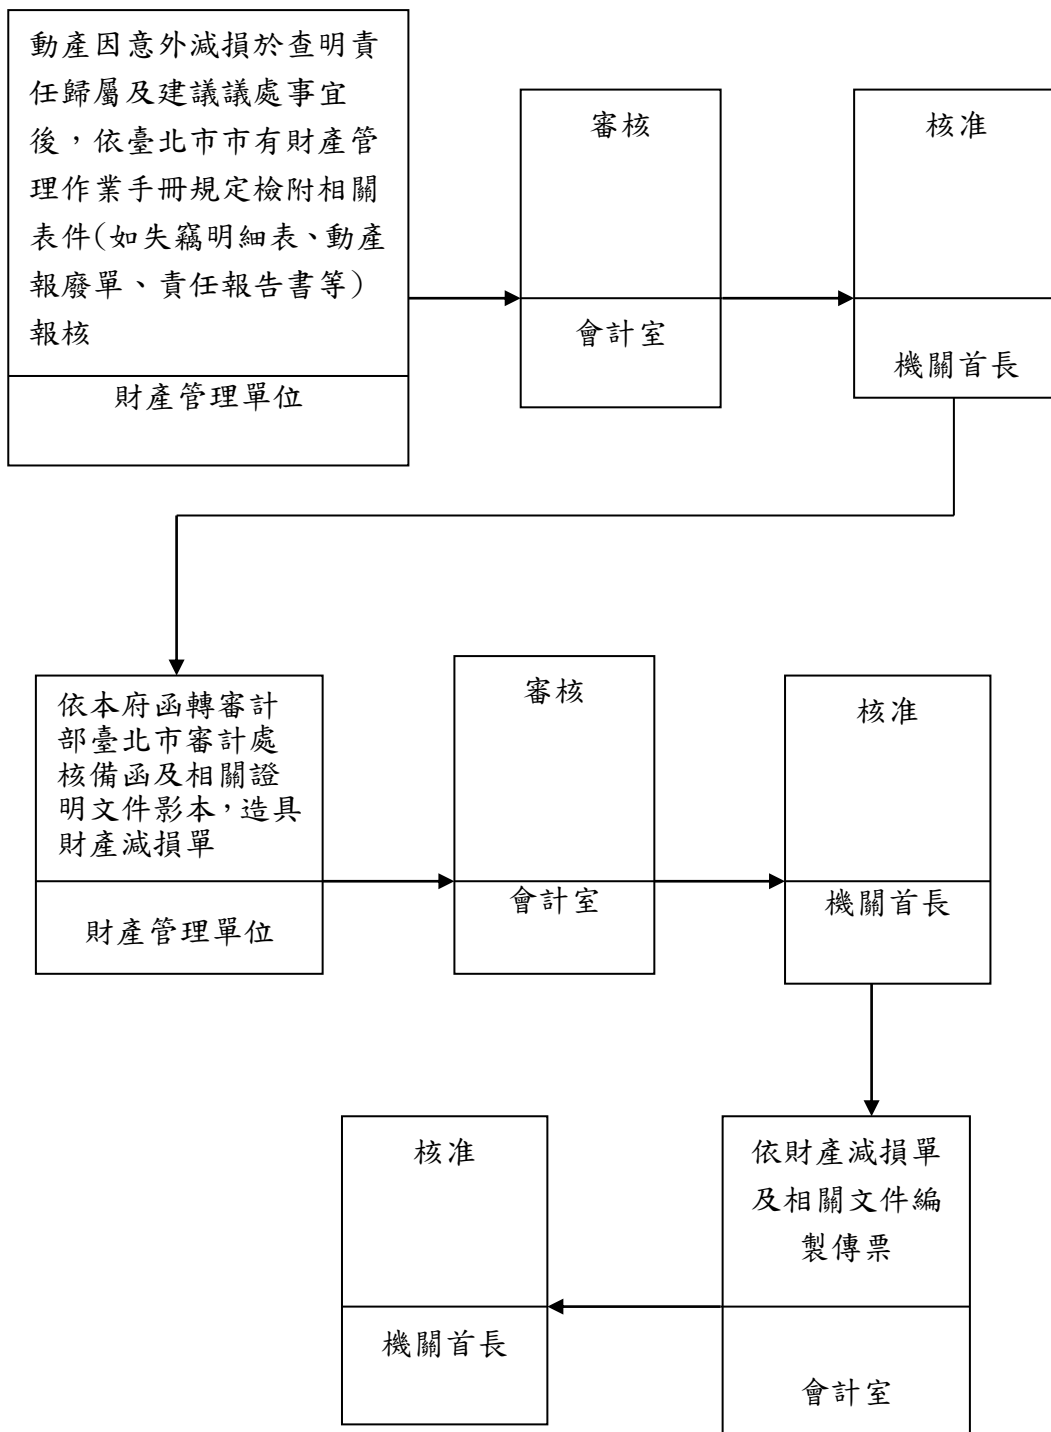 動產因意外減損於查明責
任歸屬及建議議處事宜
後，依臺北市市有財產管
理作業手冊規定檢附相關
表件(如失竊明細表、動產
報廢單、責任報告書等)
報核
財產管理單位
審核
會計室
核准
機關首長
依本府函轉審計
部臺北市審計處
核備函及相關證
明文件影本，造具
財產減損單
財產管理單位
審核
會計室
核准
機關首長
依財產減損單
及相關文件編
製傳票
會計室
核准
機關首長